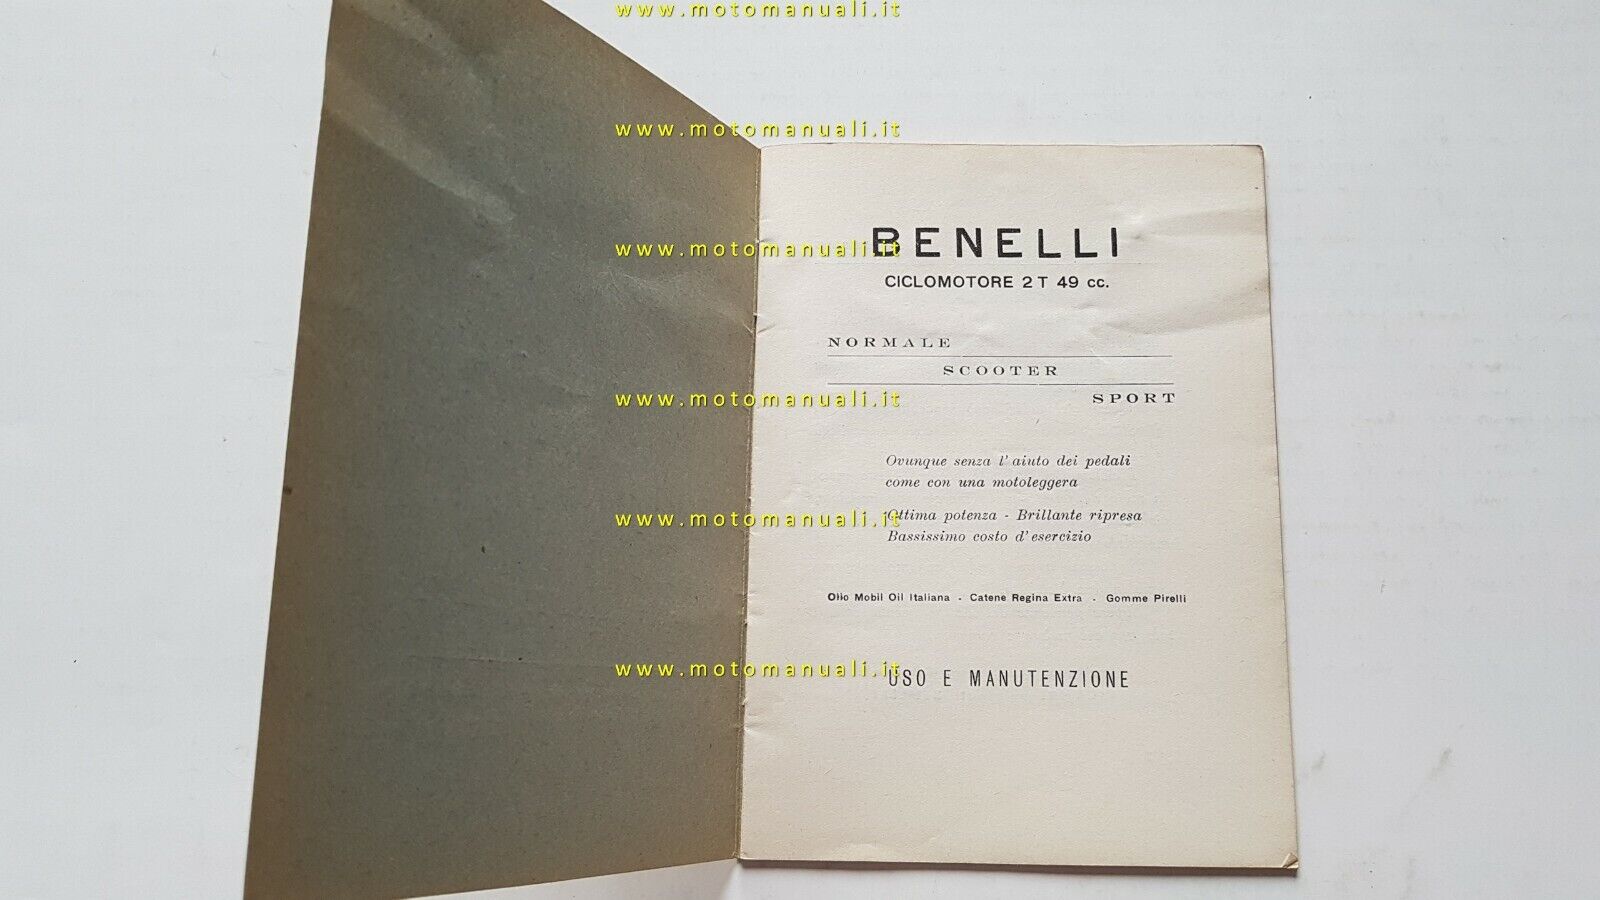 www.motomanuali.it
www.motomanuali.it
BENELLI
www.motomanuali.it
CICLOMOTORE 2 T 49 cc.
NORMALE
SCOOTER
SPORT
www.motomanuali.it
Ovunque senza l' aiuto dei pedali
come con una motoleggera
Ottima potenza - Brillante ripresa
www.motomanuali.it
Bassissimo costo d' esercizio
Olio Mobil Oil Italiana - Catene Regina Extra - Gomme Pirelli
www.motomanuali.it
USO E MANUTENZIONE